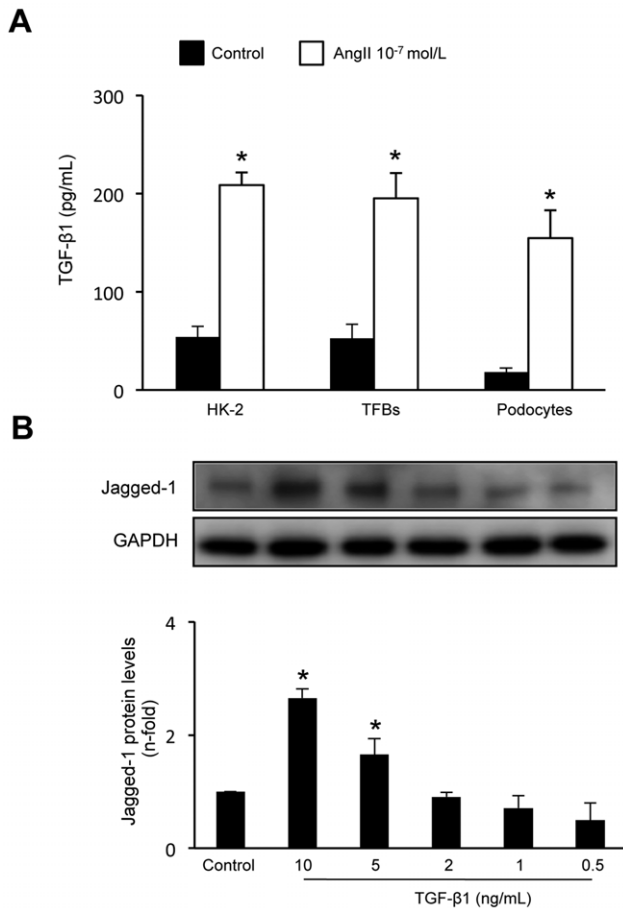 A
Control AngII 10⁻⁷ mol/L
TGF-β1 (pg/mL)
300
200
100
0
* * *
HK-2 TFBs Podocytes
B
Jagged-1
GAPDH
Jagged-1 protein levels
(n-fold)
4
2
0
* *
Control 10 5 2 1 0.5
TGF-β1 (ng/mL)